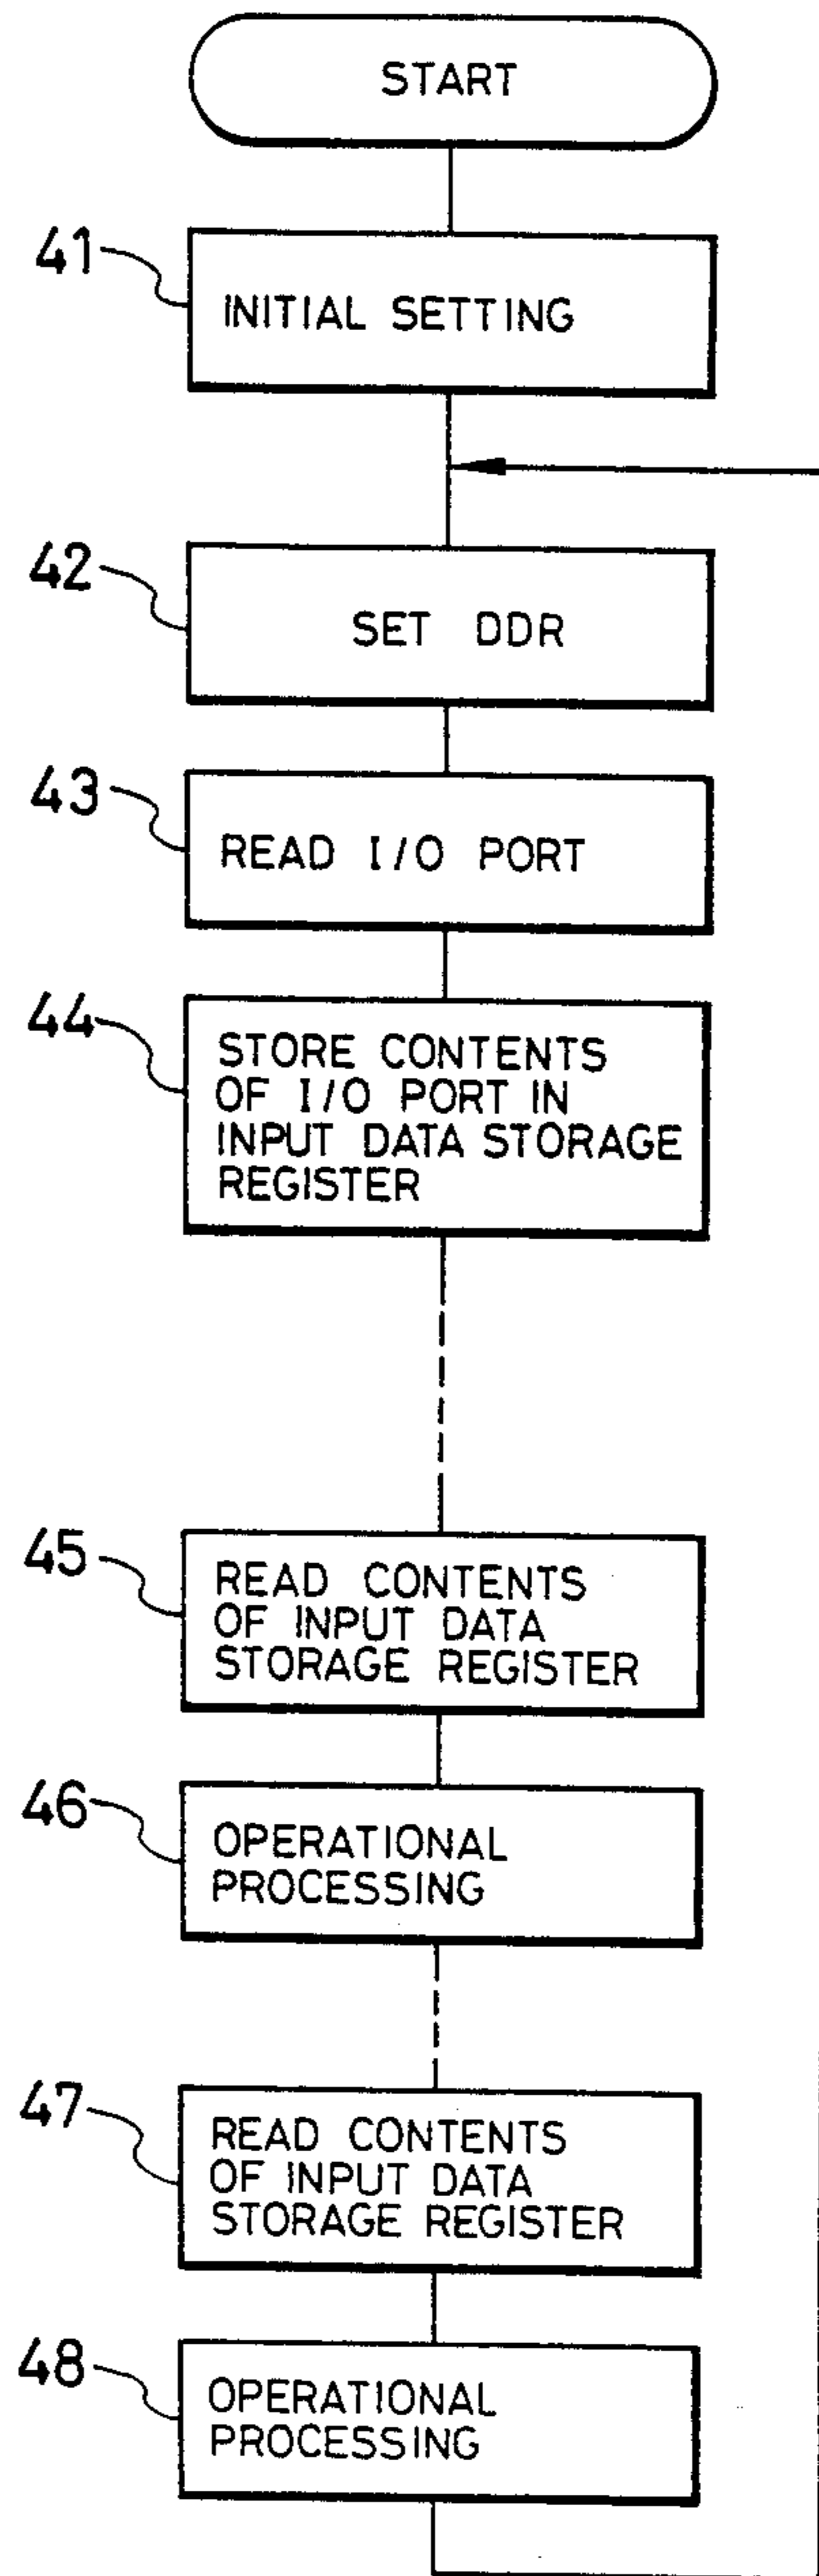 START
41
INITIAL SETTING
42
SET DDR
43
READ I/O PORT
44
STORE CONTENTS
OF I/O PORT IN
INPUT DATA STORAGE
REGISTER
45
READ CONTENTS
OF INPUT DATA
STORAGE REGISTER
46
OPERATIONAL
PROCESSING
47
READ CONTENTS
OF INPUT DATA
STORAGE REGISTER
48
OPERATIONAL
PROCESSING